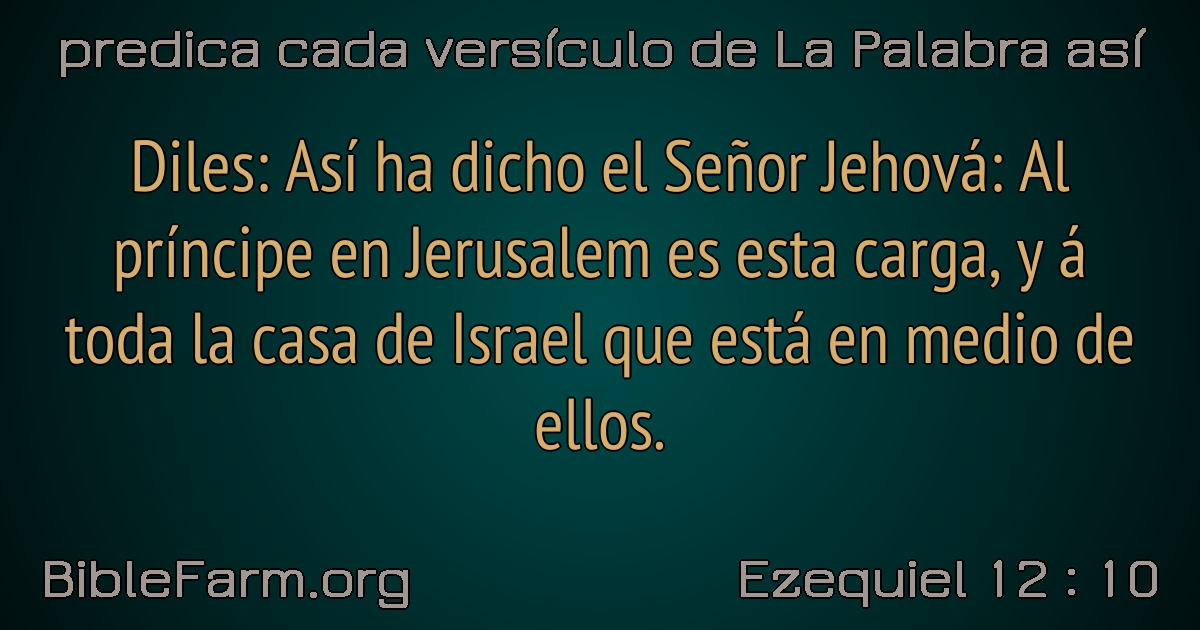 predica cada versículo de La Palabra así
Diles: Así ha dicho el Señor Jehová: Al
príncipe en Jerusalem es esta carga, y á
toda la casa de Israel que está en medio de
ellos.
BibleFarm.org
Ezequiel 12 : 10